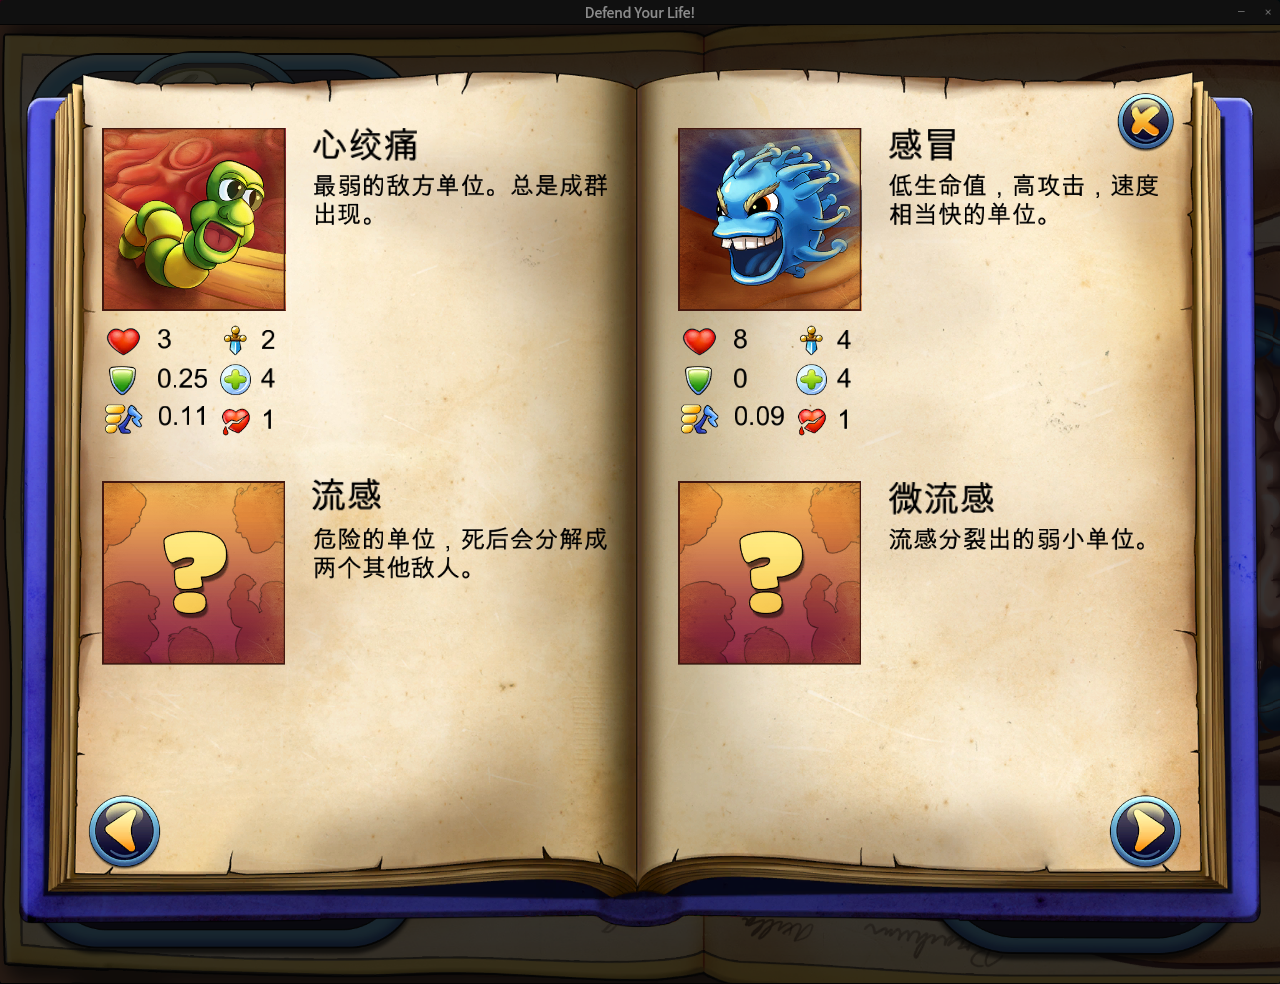 Defend Your Life!
心绞痛
最弱的敌方单位。总是成群
出现。
3
2
0.25
4
0.11
1
流感
危险的单位，死后会分解成
两个其他敌人。
感冒
低生命值，高攻击，速度
相当快的单位。
8
4
0
4
0.09
1
微流感
流感分裂出的弱小单位。